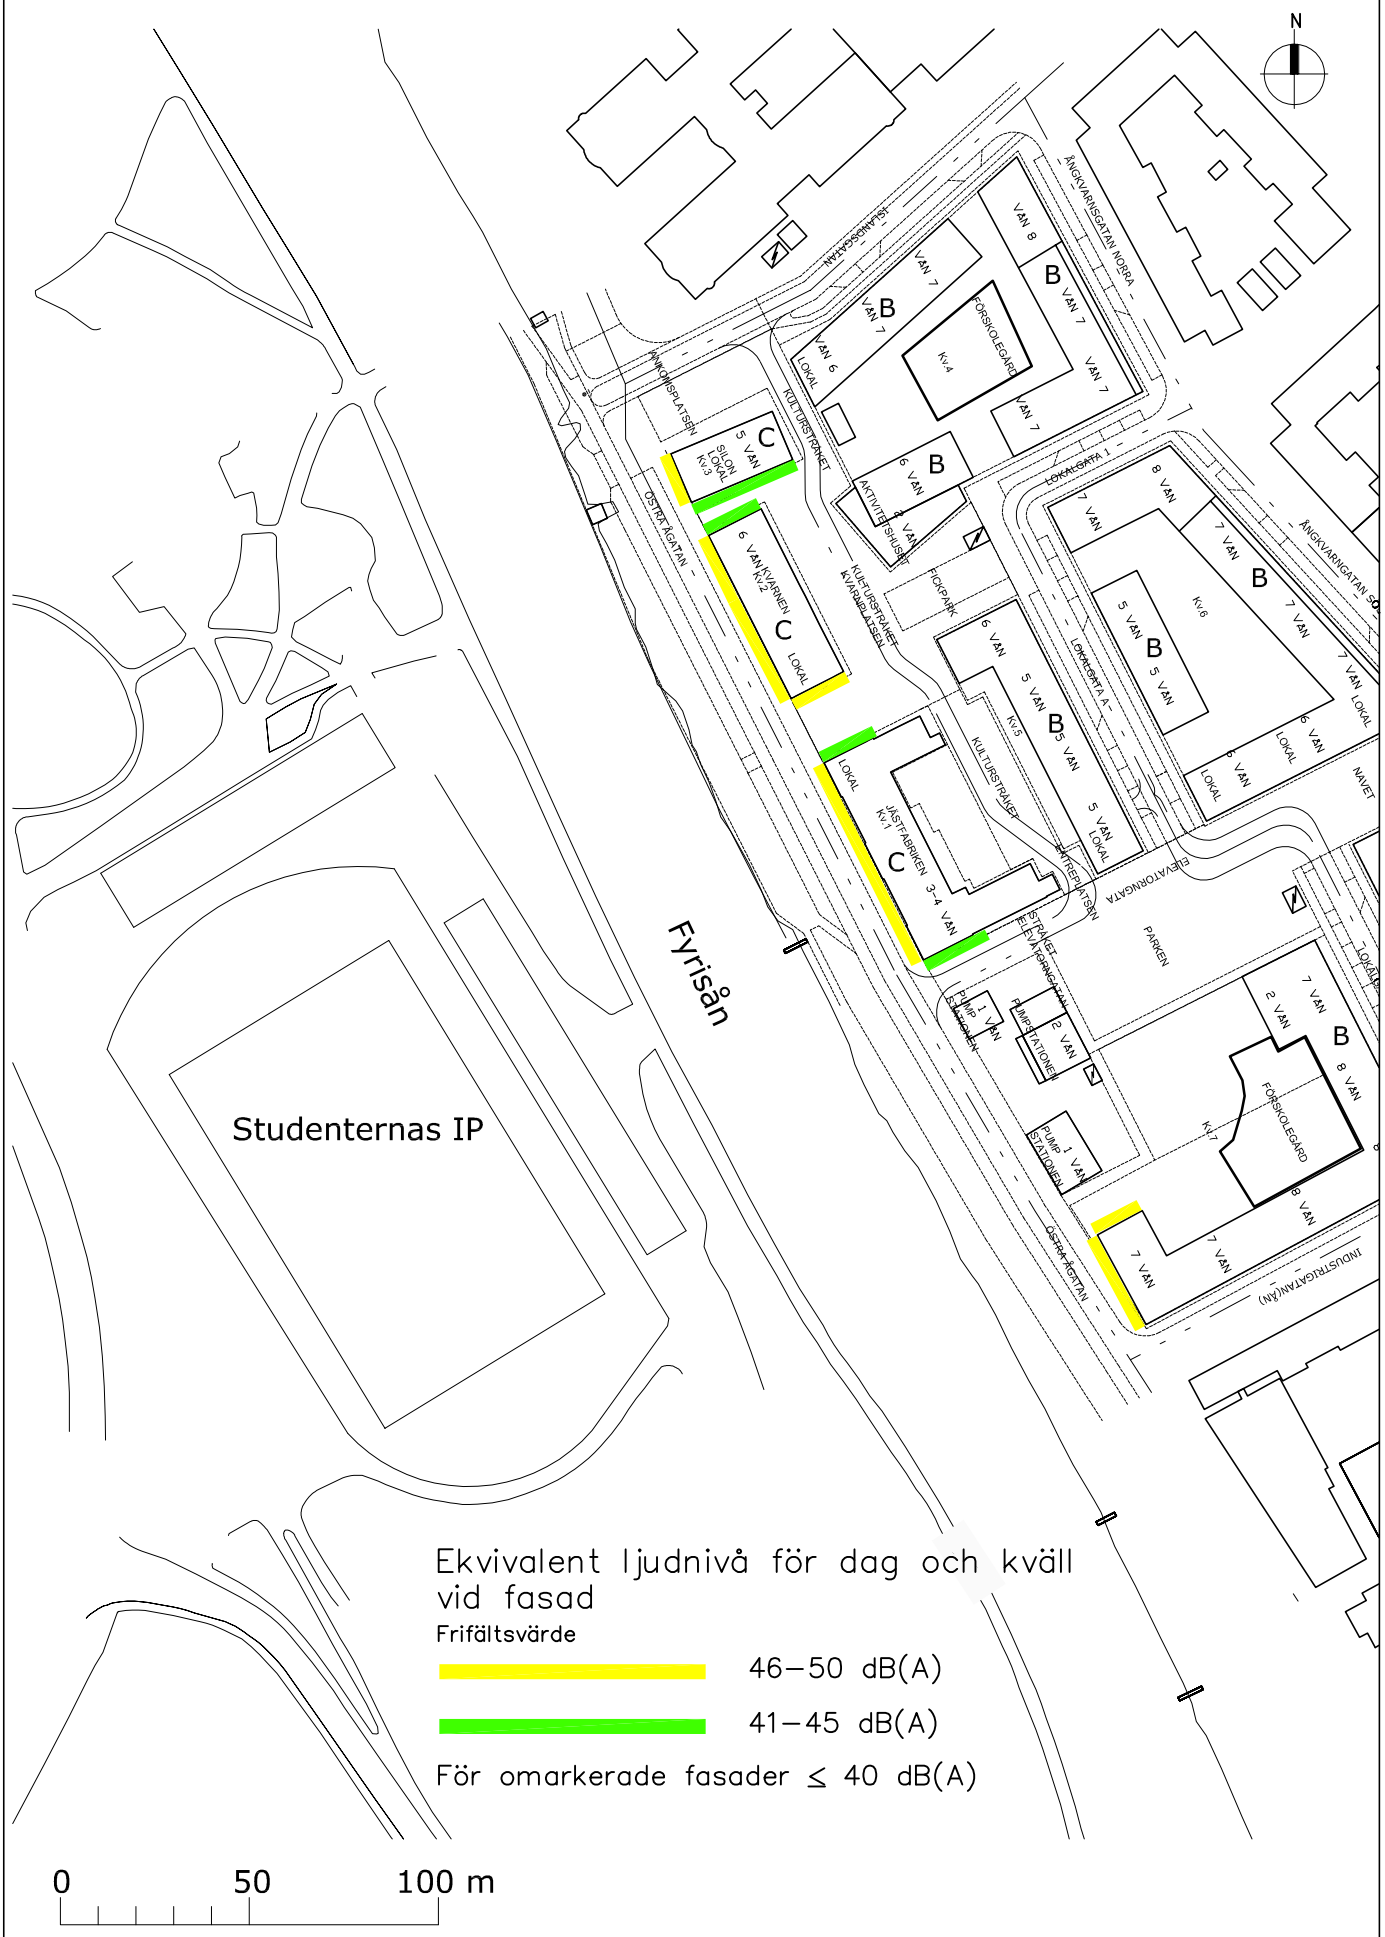 N
ISLANDSGATAN
ÅNGKVARNSGATAN NORRA
VÅN 8
B
VÅN 7
VÅN 7
VÅN 7
VÅN 7
B
VÅN 7
VÅN 6
LOKAL
FÖRSKOLEGÅRD
Kv.4
ANKOMSPLATSEN
KULTURSTRÅKET
C
5 VÅN
SILON
LOKAL
Kv.3
B
6 VÅN
AKTIVITETSHUSET
2 VÅN
LOKALGATA 1
8 VÅN
7 VÅN
7 VÅN
B
7 VÅN
7 VÅN
LOKAL
ÅNGKVARNGATAN SÖ
ÖSTRA ÅGATAN
6 VÅN
KVARNEN
Kv.2
C
LOKAL
KULTURSTRÅKET
KVARNPLATSEN
FICKPARK
Kv.6
5 VÅN
B
5 VÅN
6 VÅN
5 VÅN
B
5 VÅN
5 VÅN
LOKAL
Kv.5
LOKALGATA A
6 VÅN
LOKAL
6 VÅN
LOKAL
NAVET
KULTURSTRÅKET
LOKAL
JÄSTFABRIKEN
Kv.1
C
3-4 VÅN
ENTREPLATSEN
ELEVATORNGATA
STRÅKET
ELEVATORNGATAN
PARKEN
Fyrisån
PUMP
STATIONEN
1 VÅN
PUMPSTATIONEN
2 VÅN
PUMP
STATIONEN
1 VÅN
7 VÅN
2 VÅN
B
8 VÅN
8
FÖRSKOLEGÅRD
Kv.7
8 VÅN
7 VÅN
7 VÅN
ÖSTRA ÅGATAN
INDUSTRIGATAN(ÅN)
Studenternas IP
Ekvivalent ljudnivå för dag och kväll
vid fasad
Frifältsvärde
46–50 dB(A)
41–45 dB(A)
För omarkerade fasader ≤ 40 dB(A)
0 50 100 m